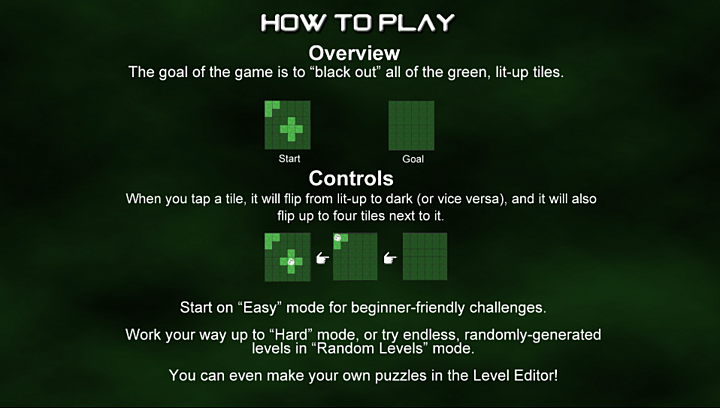 HOW TO PLAY
Overview
The goal of the game is to “black out” all of the green, lit-up tiles.
Start
Goal
Controls
When you tap a tile, it will flip from lit-up to dark (or vice versa), and it will also
flip up to four tiles next to it.
Start on “Easy” mode for beginner-friendly challenges.
Work your way up to “Hard” mode, or try endless, randomly-generated
levels in “Random Levels” mode.
You can even make your own puzzles in the Level Editor!